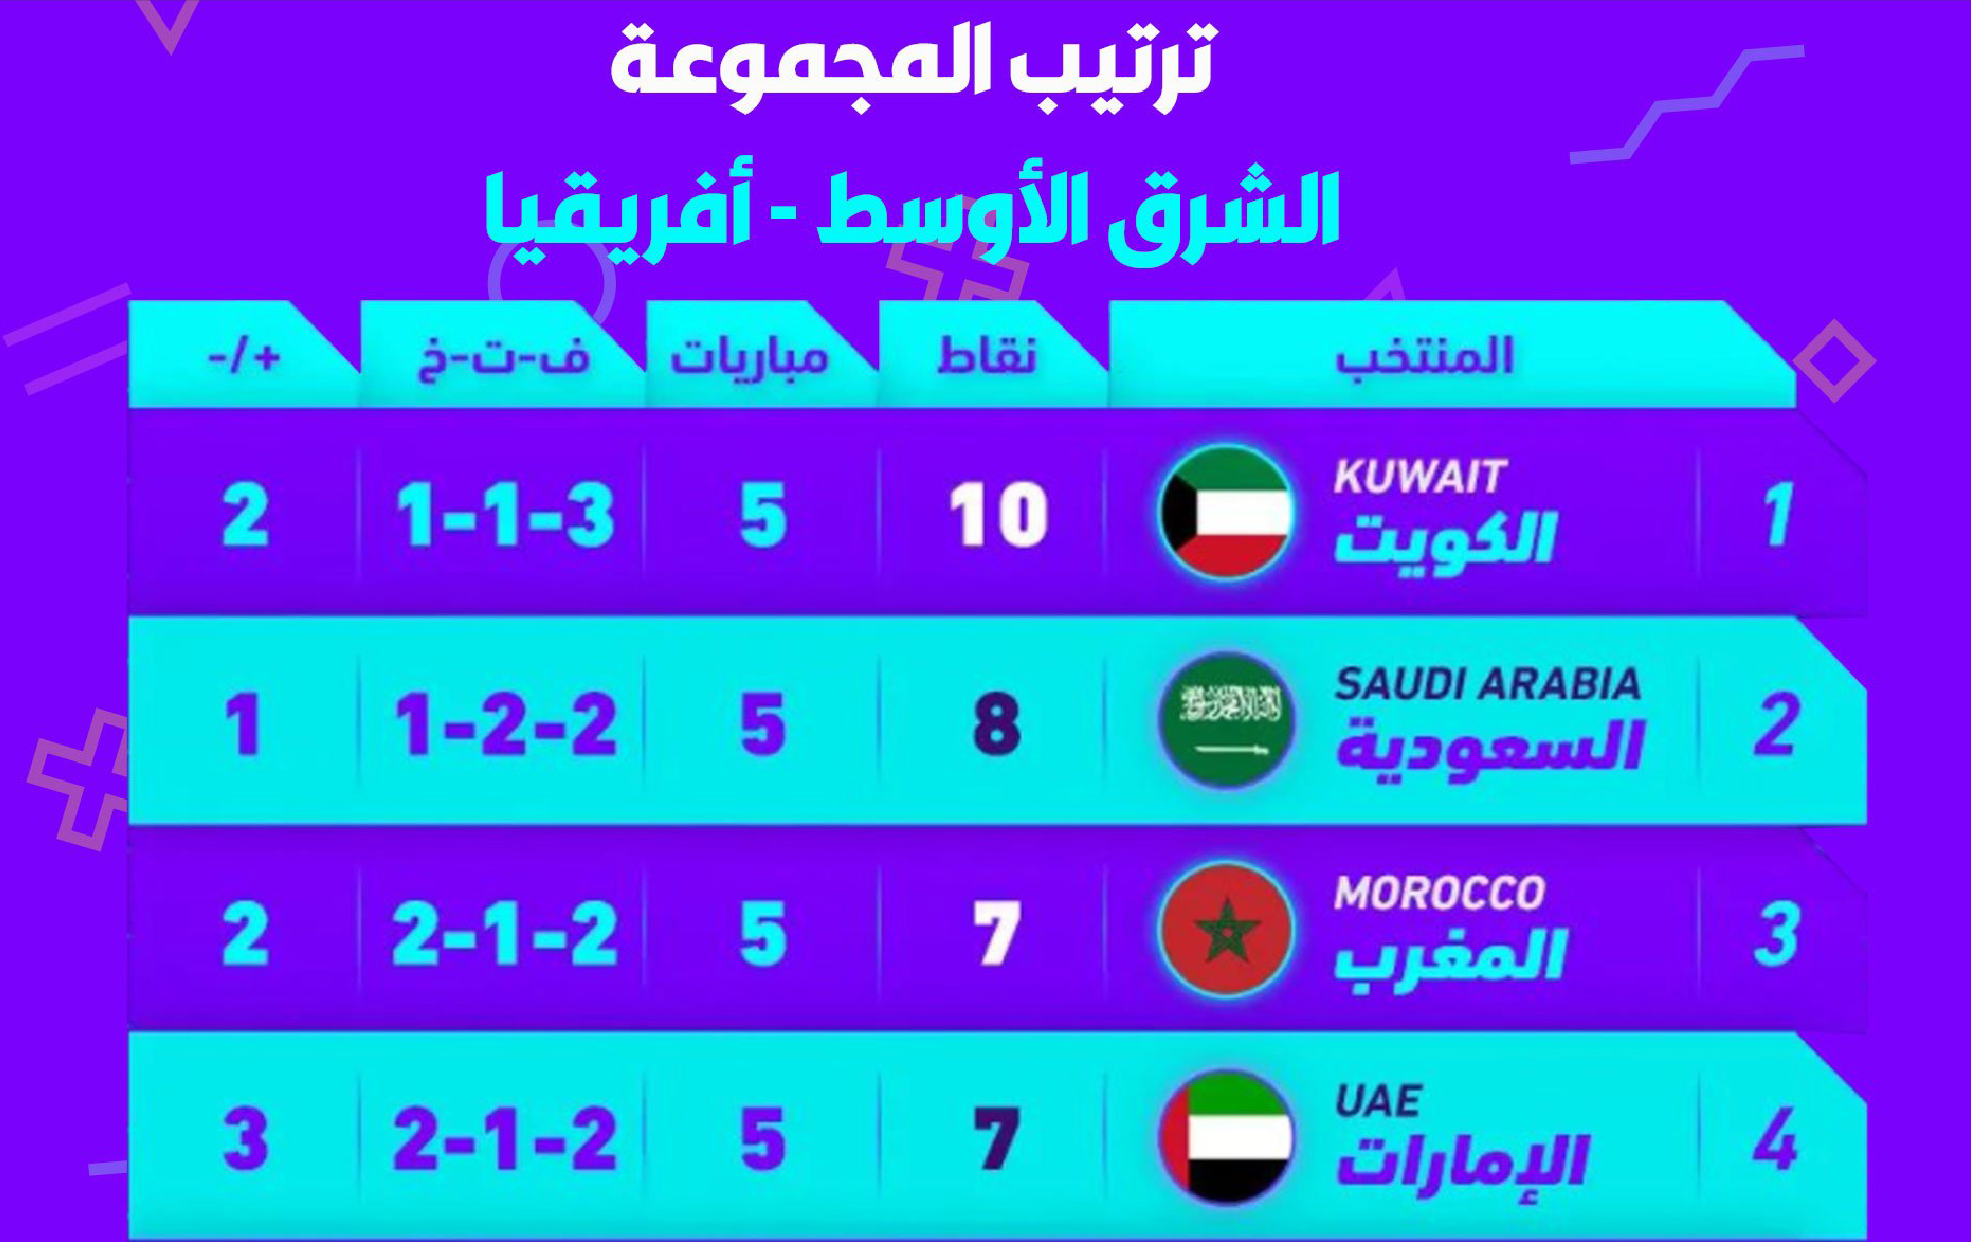 ترتيب المجموعة
الشرق الأوسط - أفريقيا
المنتخب نقاط مباريات ف-ت-خ +/-
1 KUWAIT الكويت 10 5 3-1-1 2
2 SAUDI ARABIA السعودية 8 5 2-2-1 1
3 MOROCCO المغرب 7 5 2-1-2 2
4 UAE الإمارات 7 5 2-1-2 3